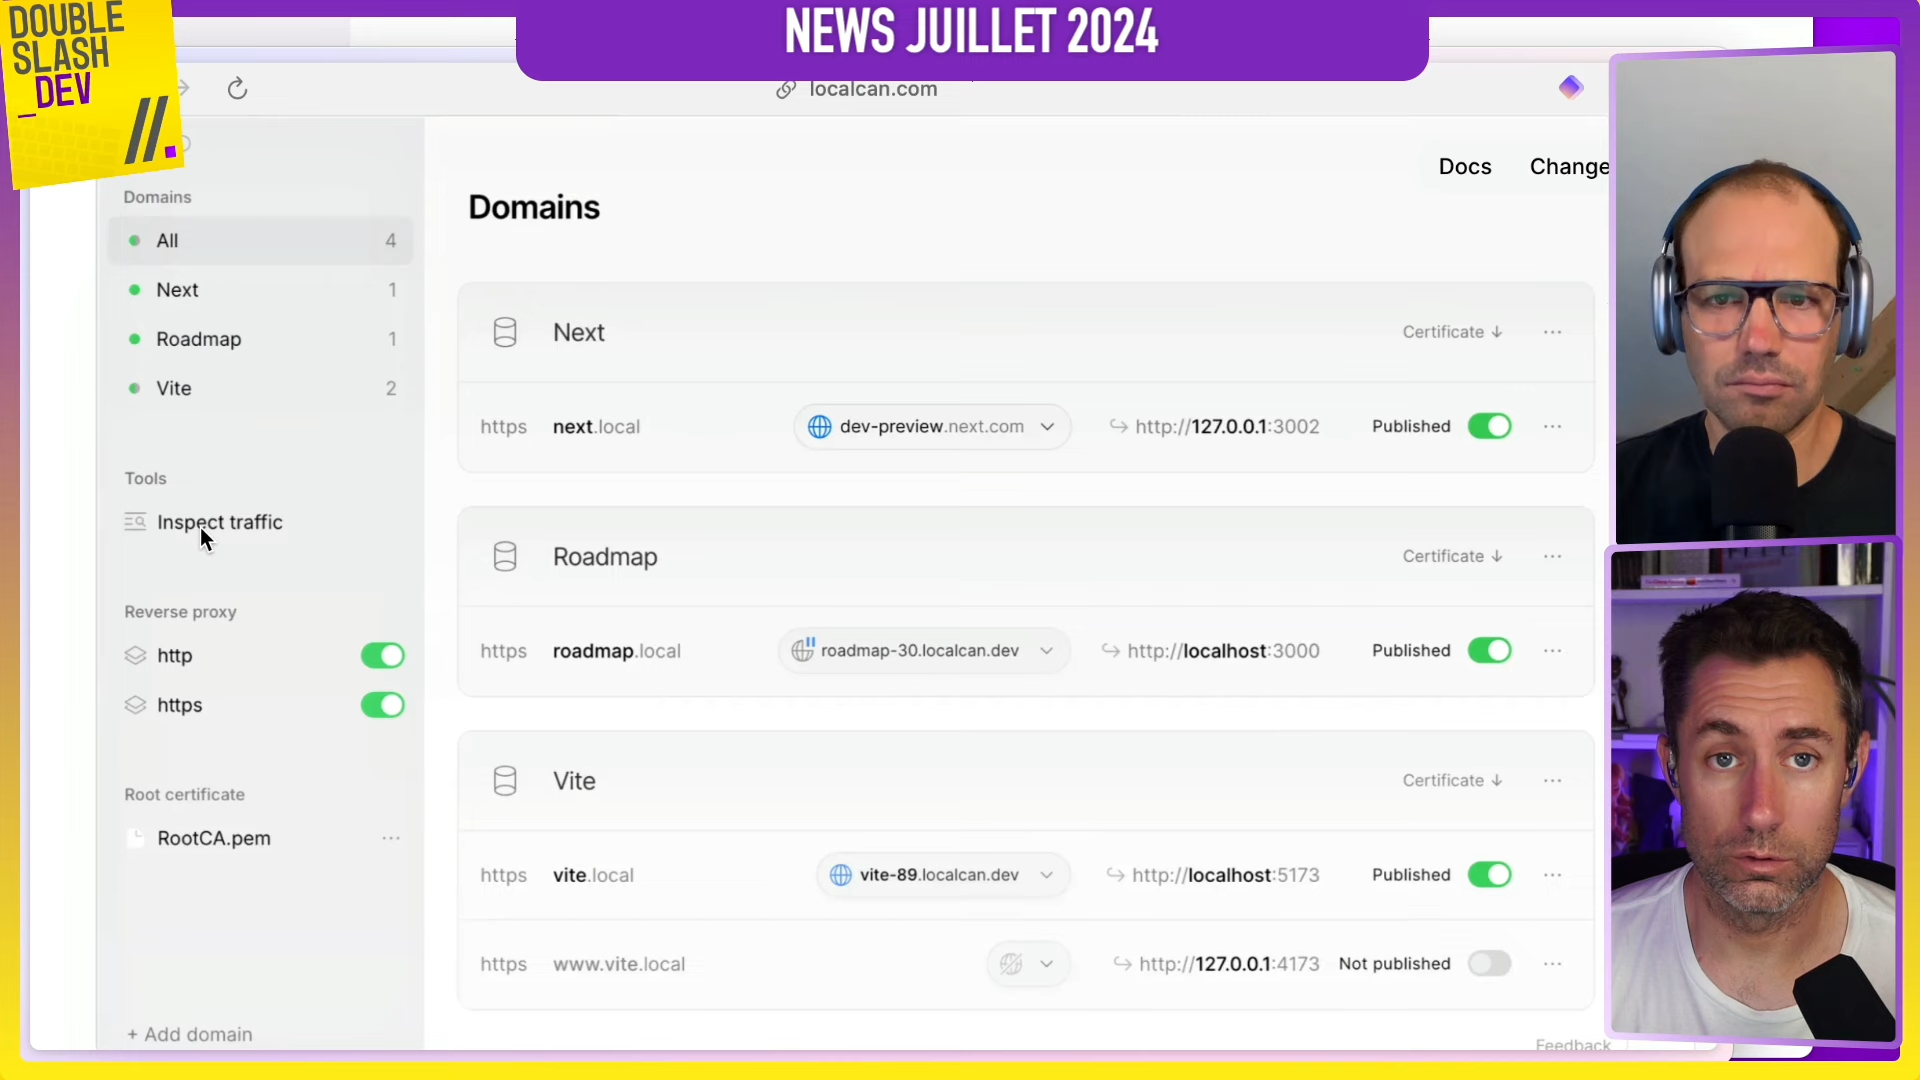 DOUBLE
SLASH
_DEV
//.
NEWS JUILLET 2024
localcan.com
Docs
Change
Domains
All 4
Next 1
Roadmap 1
Vite 2
Tools
Inspect traffic
Reverse proxy
http
https
Root certificate
RootCA.pem ...
+ Add domain
Domains
Next Certificate ↓ ...
https next.local dev-preview.next.com http://127.0.0.1:3002 Published ...
Roadmap Certificate ↓ ...
https roadmap.local roadmap-30.localcan.dev http://localhost:3000 Published ...
Vite Certificate ↓ ...
https vite.local vite-89.localcan.dev http://localhost:5173 Published ...
https www.vite.local http://127.0.0.1:4173 Not published ...
Feedback